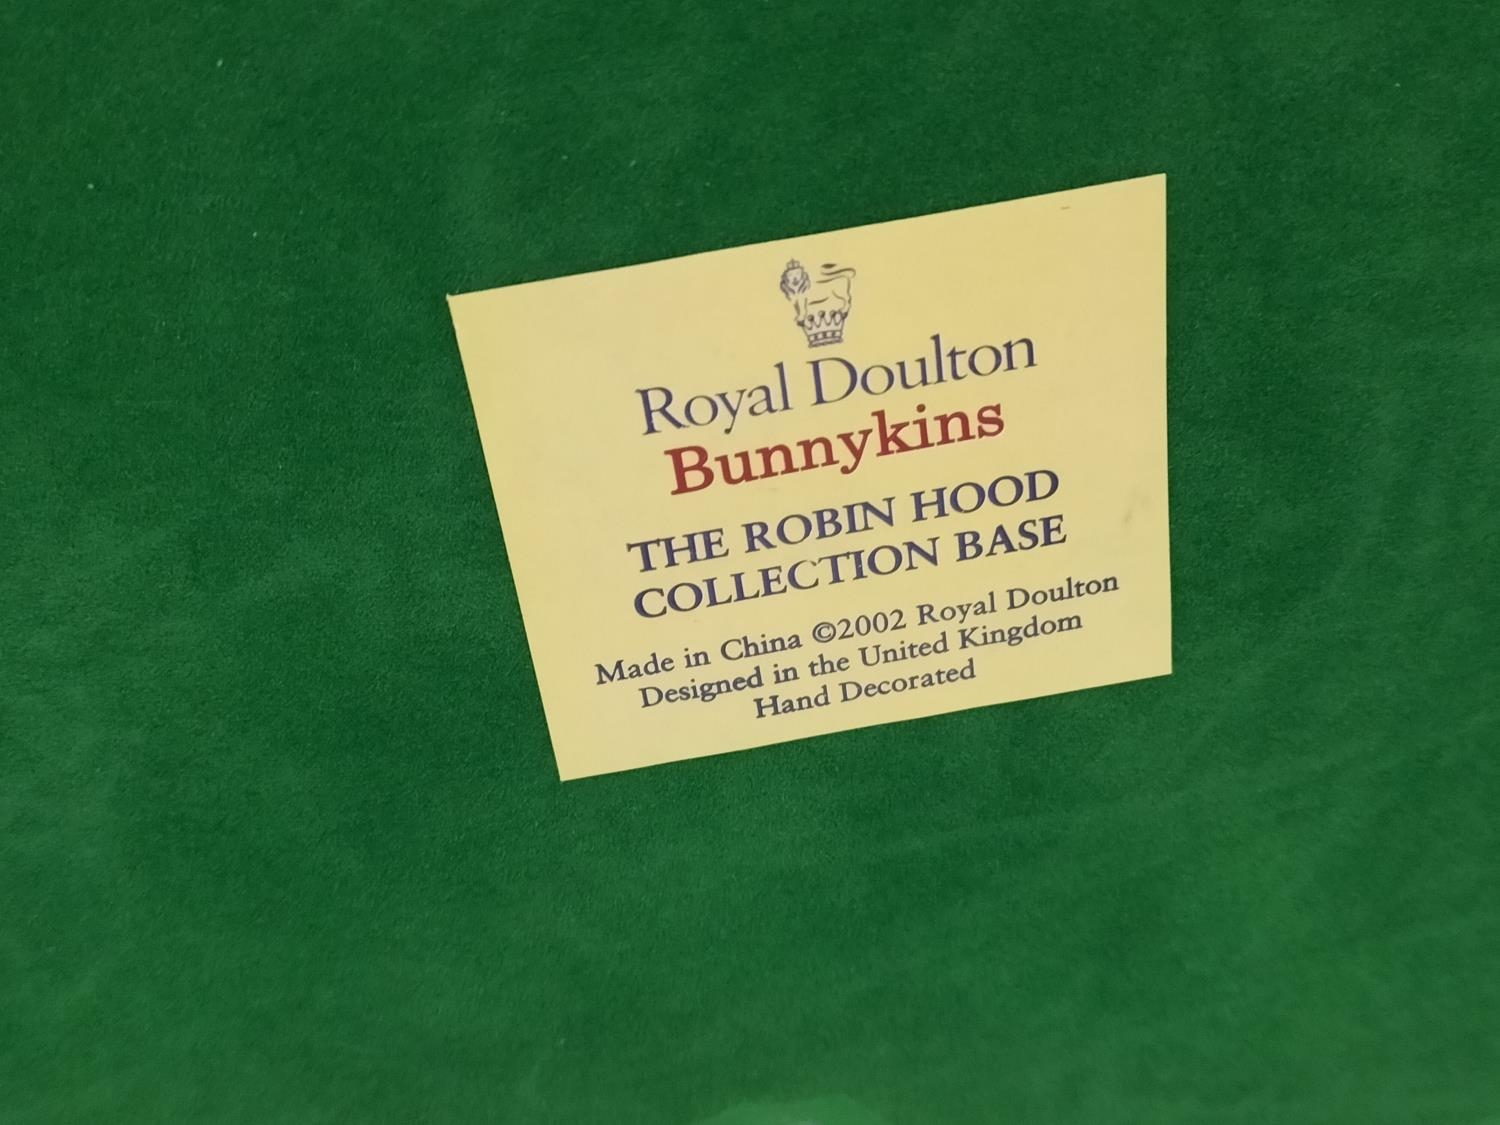 Royal Doulton
Bunnykins
THE ROBIN HOOD
COLLECTION BASE
Made in China ©2002 Royal Doulton
Designed in the United Kingdom
Hand Decorated